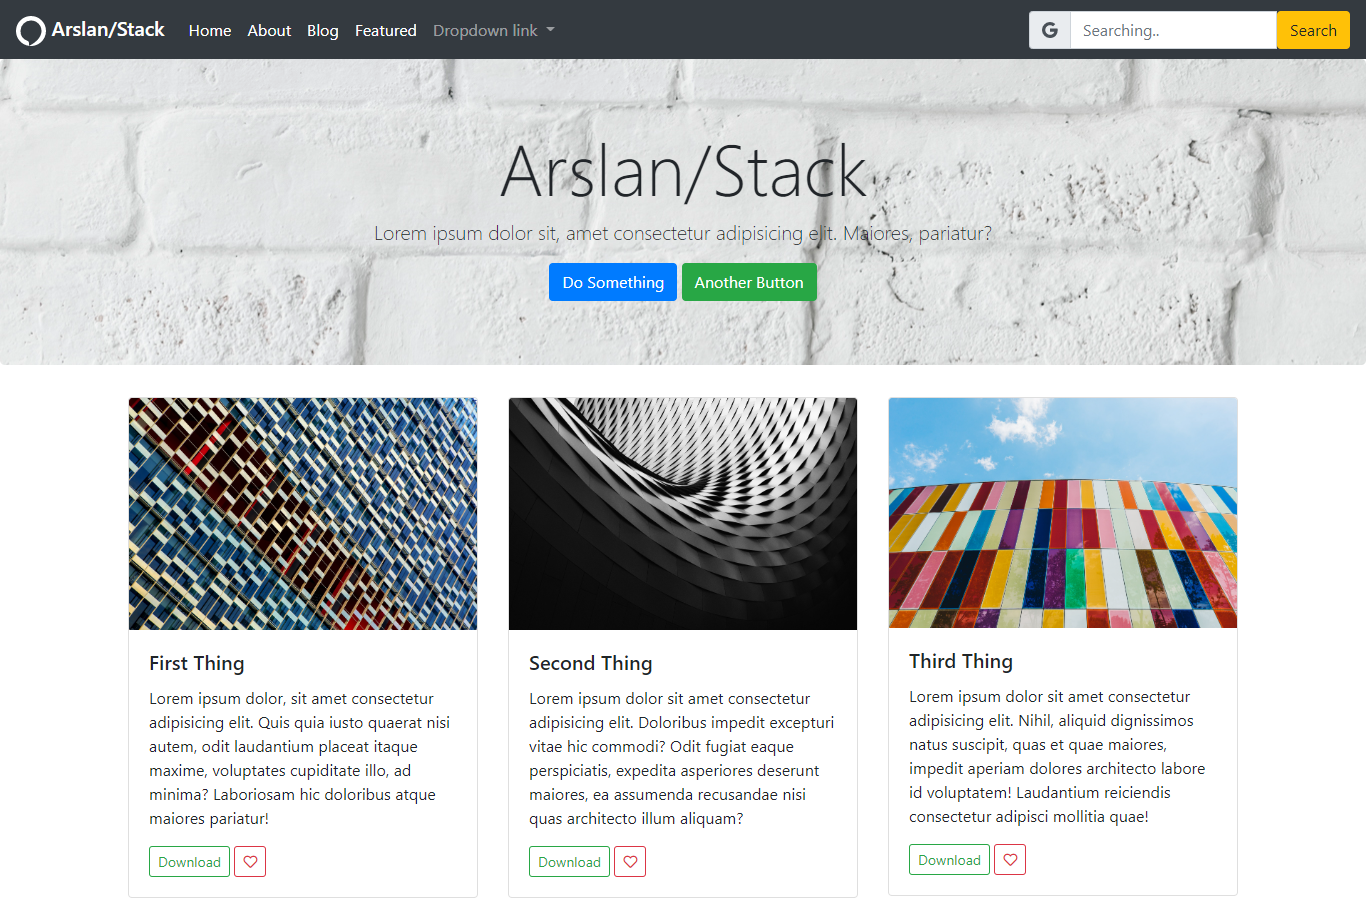 Arslan/Stack Home About Blog Featured Dropdown link G Searching.. Search
Arslan/Stack
Lorem ipsum dolor sit, amet consectetur adipisicing elit. Maiores, pariatur?
Do Something Another Button
First Thing
Lorem ipsum dolor, sit amet consectetur
adipisicing elit. Quis quia iusto quaerat nisi
autem, odit laudantium placeat itaque
maxime, voluptates cupiditate illo, ad
minima? Laboriosam hic doloribus atque
maiores pariatur!
Download
Second Thing
Lorem ipsum dolor sit amet consectetur
adipisicing elit. Doloribus impedit excepturi
vitae hic commodi? Odit fugiat eaque
perspiciatis, expedita asperiores deserunt
maiores, ea assumenda recusandae nisi
quas architecto illum aliquam?
Download
Third Thing
Lorem ipsum dolor sit amet consectetur
adipisicing elit. Nihil, aliquid dignissimos
natus suscipit, quas et quae maiores,
impedit aperiam dolores architecto labore
id voluptatem! Laudantium reiciendis
consectetur adipisci mollitia quae!
Download